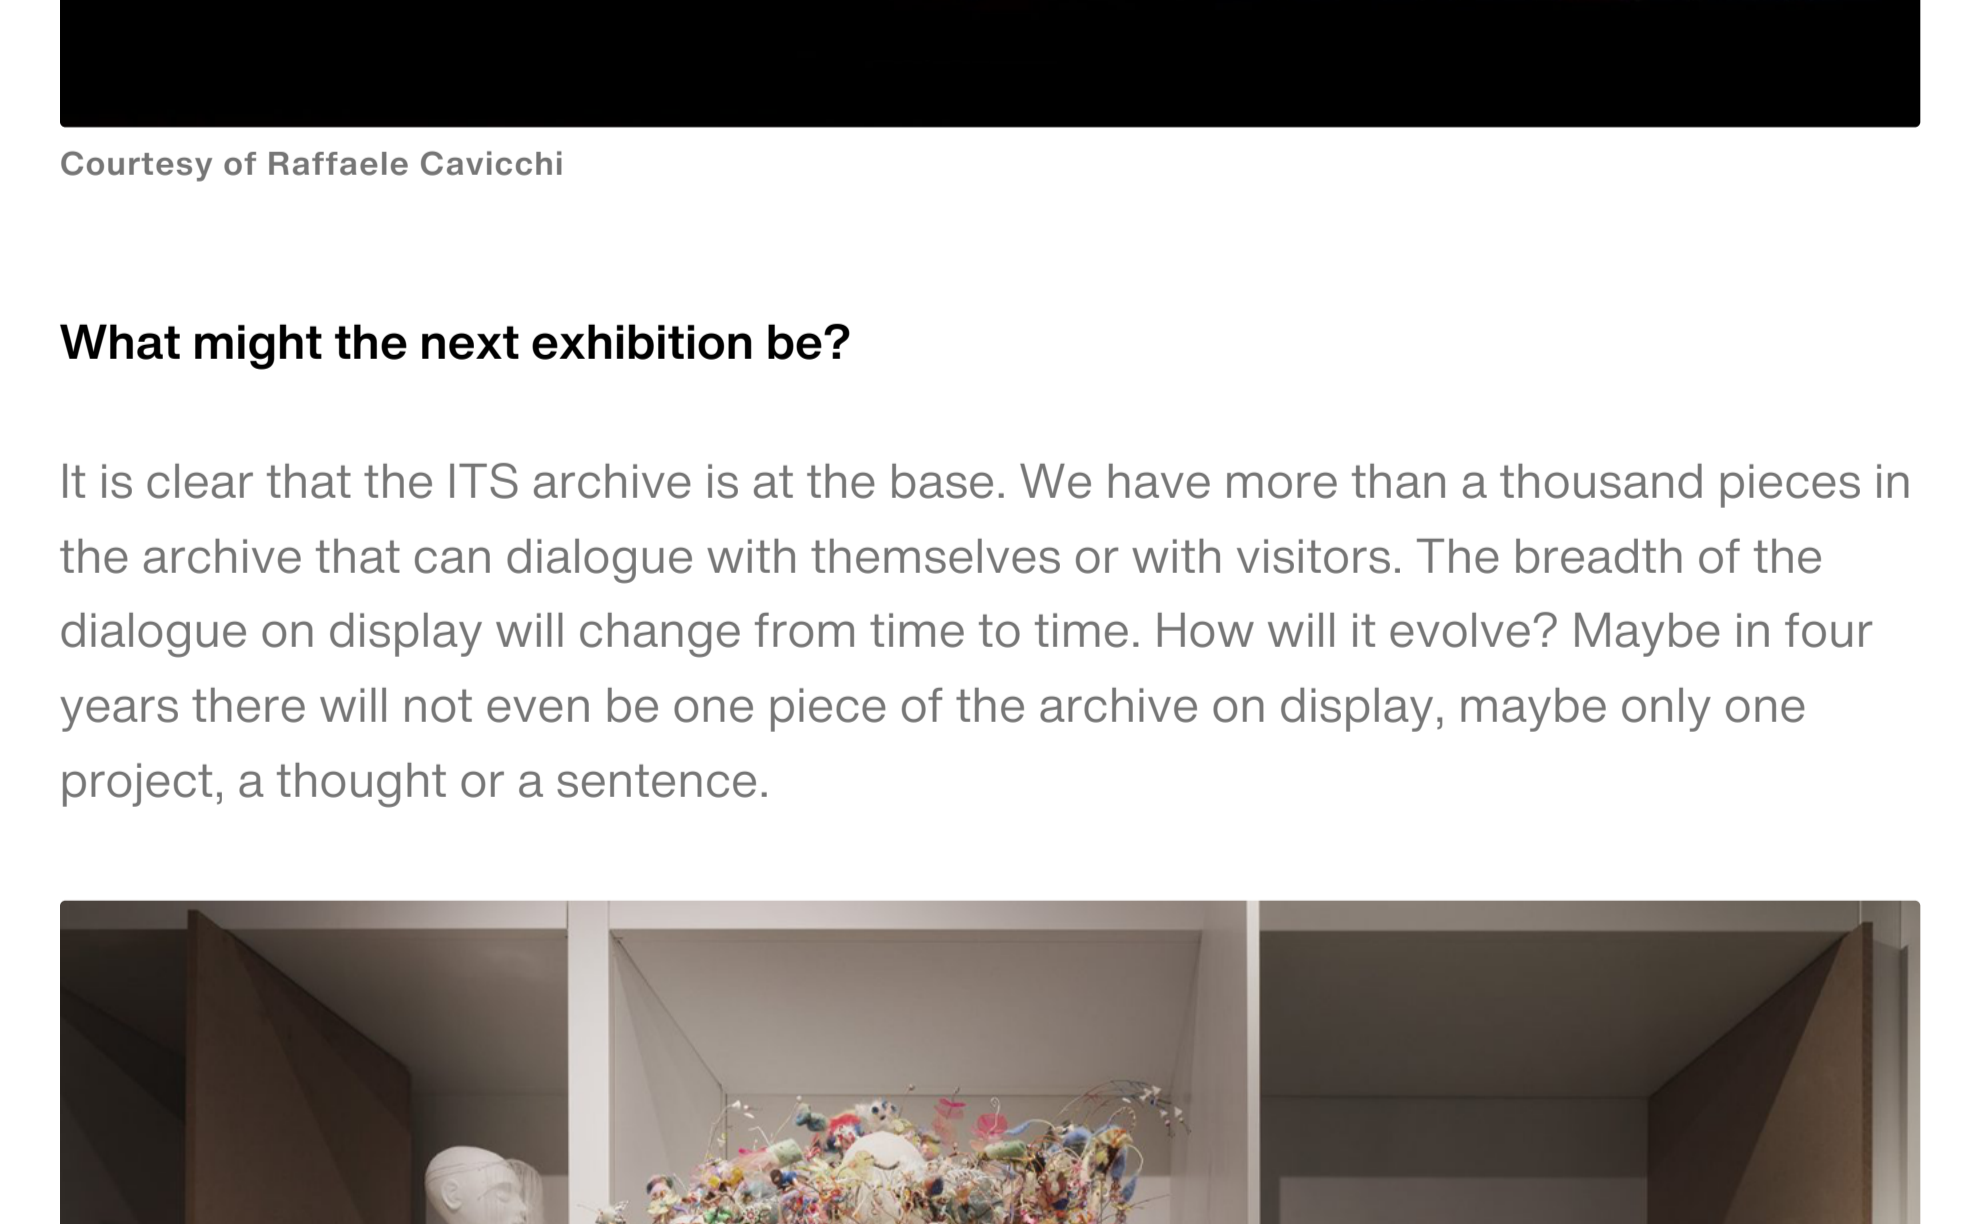 Courtesy of Raffaele Cavicchi
What might the next exhibition be?
It is clear that the ITS archive is at the base. We have more than a thousand pieces in
the archive that can dialogue with themselves or with visitors. The breadth of the
dialogue on display will change from time to time. How will it evolve? Maybe in four
years there will not even be one piece of the archive on display, maybe only one
project, a thought or a sentence.